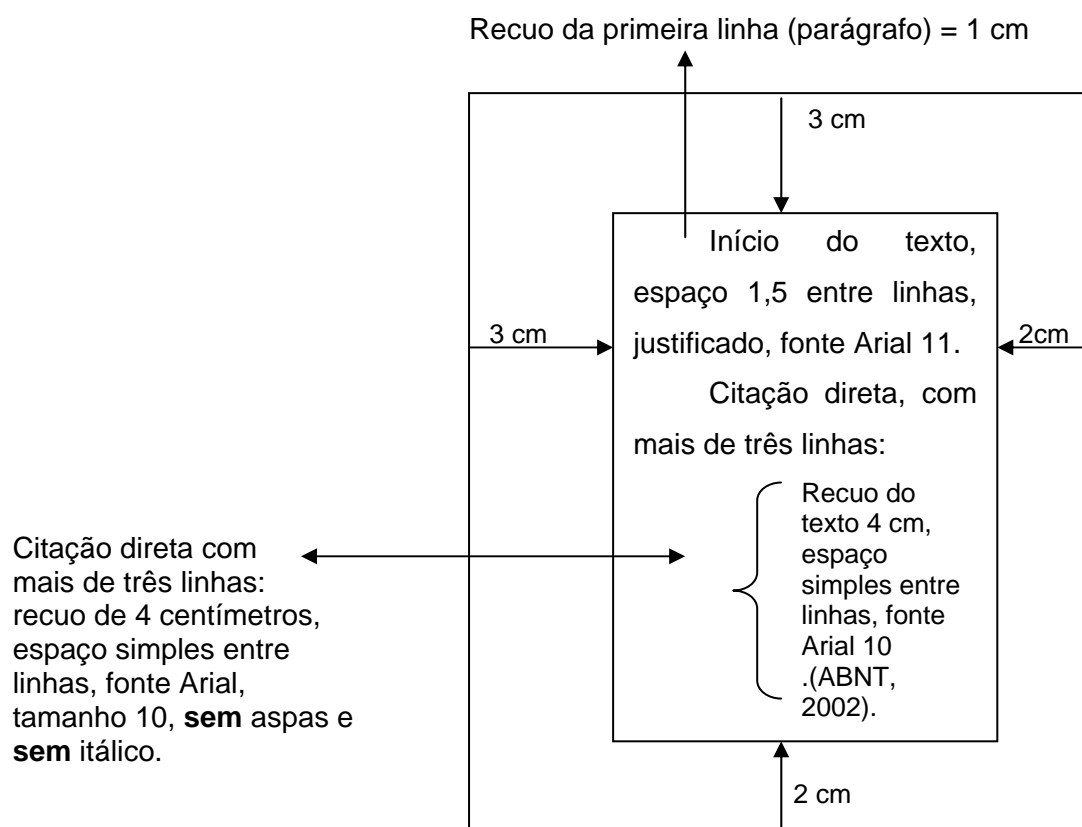 Recuo da primeira linha (parágrafo) = 1 cm
3 cm
Início do texto,
espaço 1,5 entre linhas,
justificado, fonte Arial 11.
3 cm
2cm
Citação direta, com
mais de três linhas:
Recuo do
texto 4 cm,
espaço
simples entre
linhas, fonte
Arial 10
.(ABNT,
2002).
Citação direta com
mais de três linhas:
recuo de 4 centímetros,
espaço simples entre
linhas, fonte Arial,
tamanho 10, sem aspas e
sem itálico.
2 cm